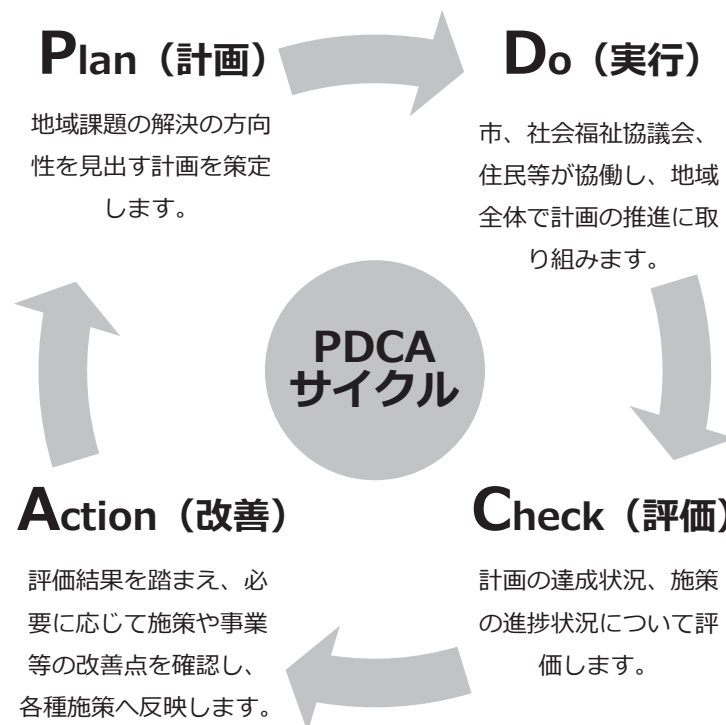 Plan（計画）
地域課題の解決の方向
性を見出す計画を策定
します。
Do（実行）
市、社会福祉協議会、
住民等が協働し、地域
全体で計画の推進に取
り組みます。
PDCA
サイクル
Action（改善）
評価結果を踏まえ、必
要に応じて施策や事業
等の改善点を確認し、
各種施策へ反映します。
Check（評価）
計画の達成状況、施策
の進捗状況について評
価します。